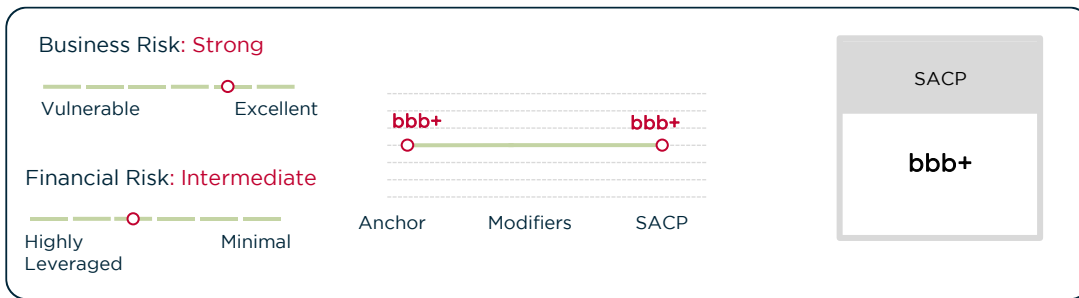 Business Risk: Strong
Vulnerable Excellent
Financial Risk: Intermediate
Highly Leveraged Minimal
bbb+ bbb+
Anchor Modifiers SACP
SACP
bbb+